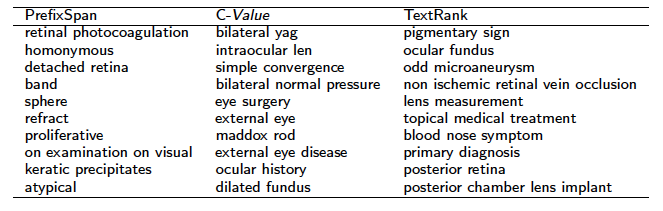 PrefixSpan C-Value TextRank
retinal photocoagulation bilateral yag pigmentary sign
homonymous intraocular len ocular fundus
detached retina simple convergence odd microaneurysm
band bilateral normal pressure non ischemic retinal vein occlusion
sphere eye surgery lens measurement
refract external eye topical medical treatment
proliferative maddox rod blood nose symptom
on examination on visual external eye disease primary diagnosis
keratic precipitates ocular history posterior retina
atypical dilated fundus posterior chamber lens implant